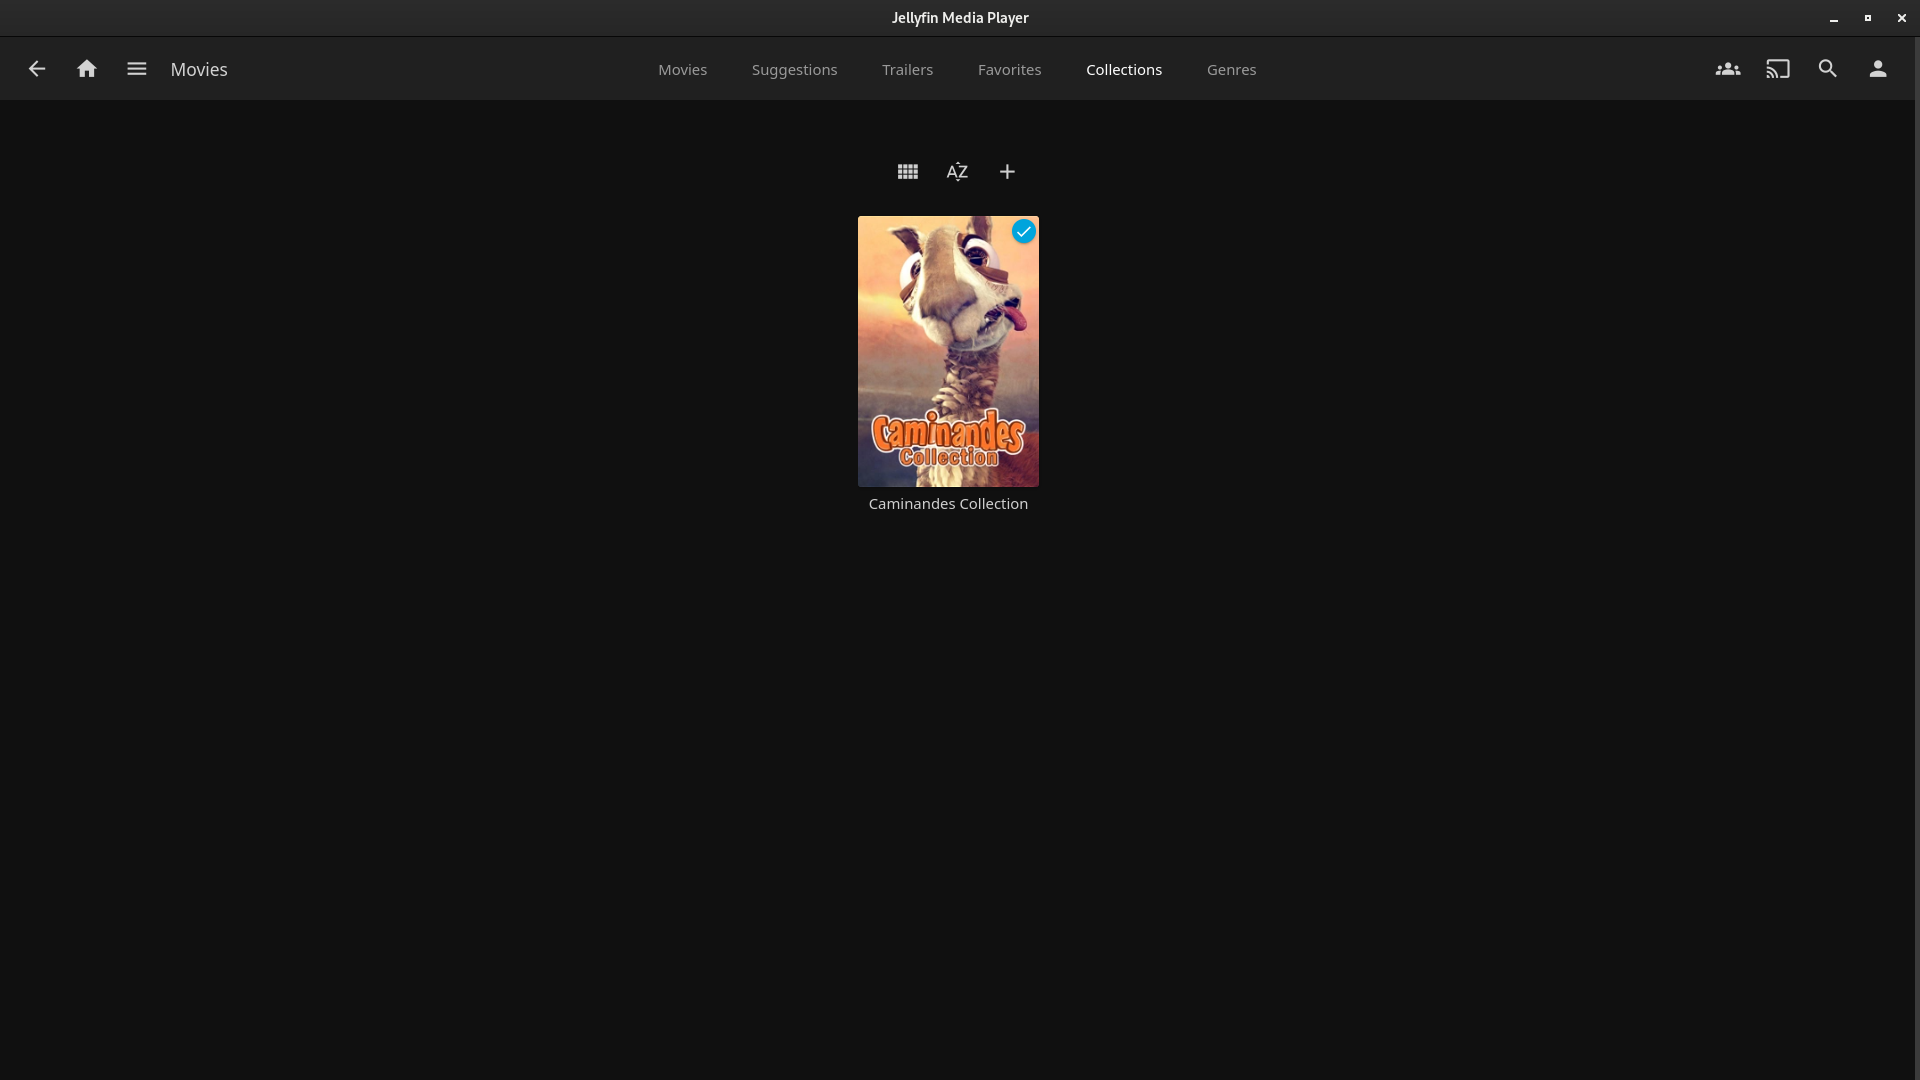 Jellyfin Media Player
Movies
Movies
Suggestions
Trailers
Favorites
Collections
Genres
AZ
Caminandes
Collection
Caminandes Collection